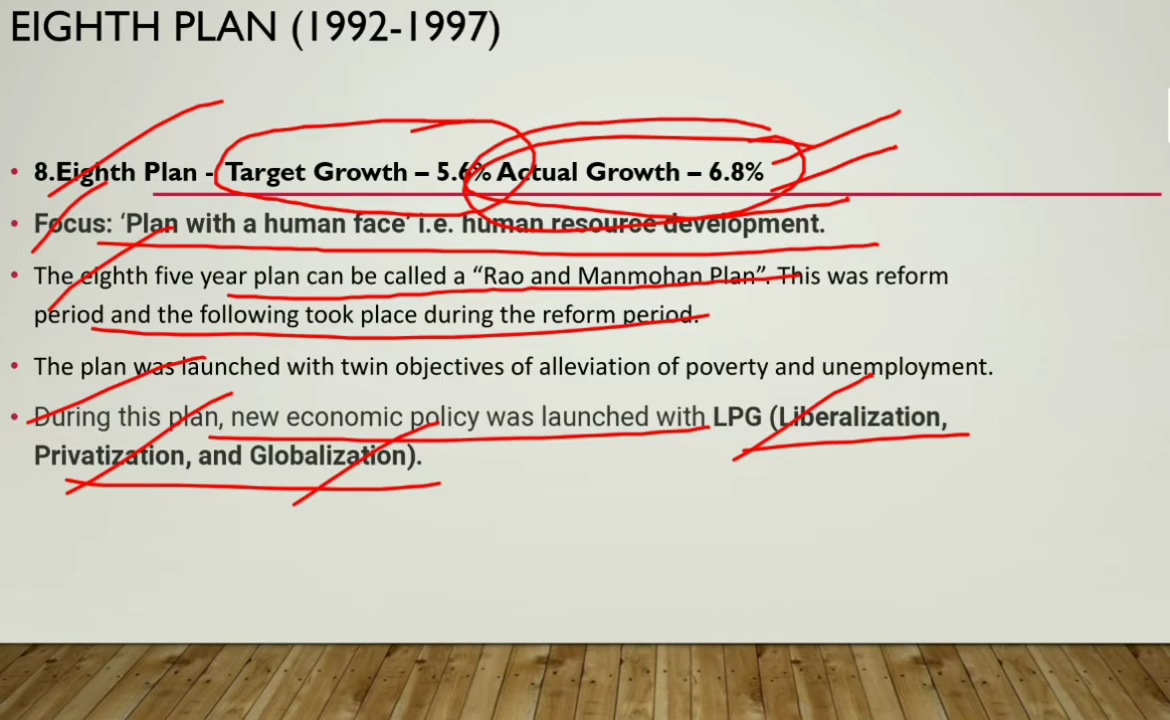 EIGHTH PLAN (1992-1997)
• 8.Eighth Plan - Target Growth – 5.6% Actual Growth – 6.8%
• Focus: ‘Plan with a human face’ i.e. human resource development.
• The eighth five year plan can be called a “Rao and Manmohan Plan”. This was reform
period and the following took place during the reform period.
• The plan was launched with twin objectives of alleviation of poverty and unemployment.
• During this plan, new economic policy was launched with LPG (Liberalization,
Privatization, and Globalization).